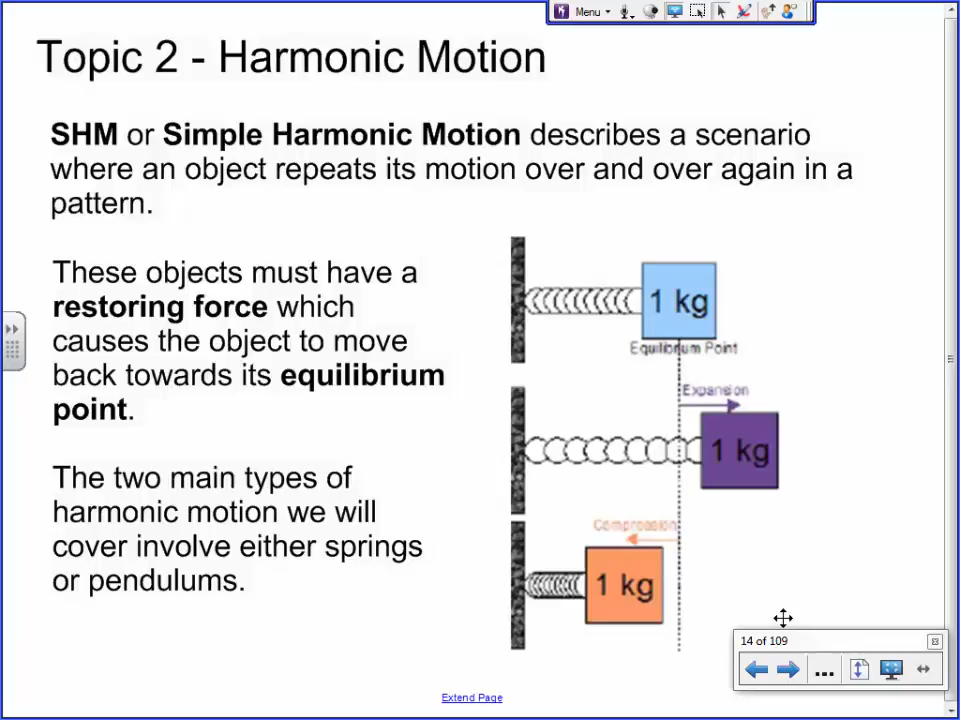 Menu
Topic 2 - Harmonic Motion
SHM or Simple Harmonic Motion describes a scenario
where an object repeats its motion over and over again in a
pattern.
These objects must have a
restoring force which
causes the object to move
back towards its equilibrium
point.
The two main types of
harmonic motion we will
cover involve either springs
or pendulums.
1 kg
Equilibrium Point
Expansion
1 kg
Compression
1 kg
14 of 109
...
Extend Page